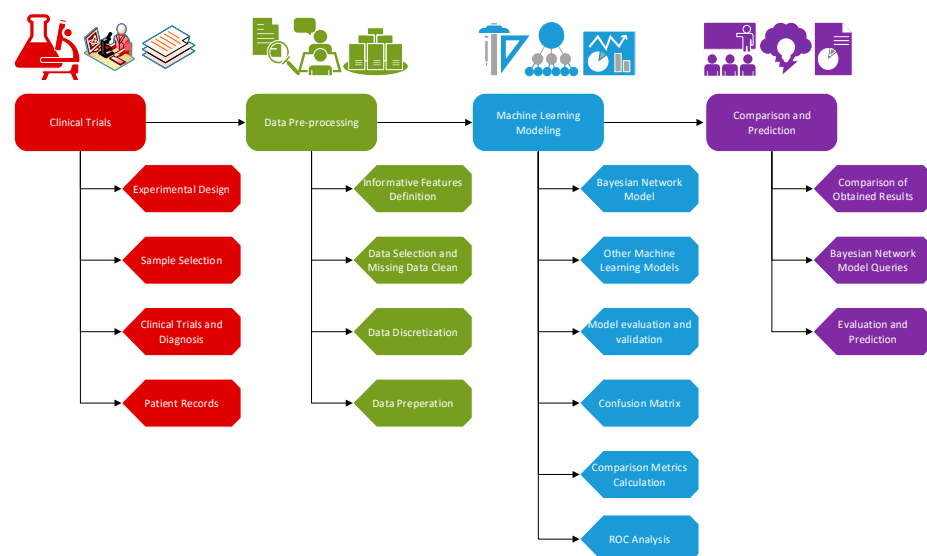 Clinical Trials
Data Pre-processing
Machine Learning
Modeling
Comparison and
Prediction
Experimental Design
Sample Selection
Clinical Trials and
Diagnosis
Patient Records
Informative Features
Definition
Data Selection and
Missing Data Clean
Data Discretization
Data Preperation
Bayesian Network
Model
Other Machine
Learning Models
Model evaluation and
validation
Confusion Matrix
Comparison Metrics
Calculation
ROC Analysis
Comparison of
Obtained Results
Bayesian Network
Model Queries
Evaluation and
Prediction